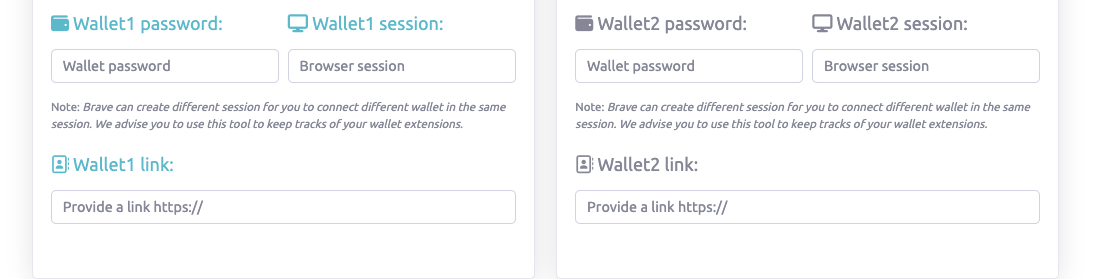 Wallet1 password:
Wallet1 session:
Wallet password
Browser session
Note: Brave can create different session for you to connect different wallet in the same
session. We advise you to use this tool to keep tracks of your wallet extensions.
Wallet1 link:
Provide a link https://
Wallet2 password:
Wallet2 session:
Wallet password
Browser session
Note: Brave can create different session for you to connect different wallet in the same
session. We advise you to use this tool to keep tracks of your wallet extensions.
Wallet2 link:
Provide a link https://